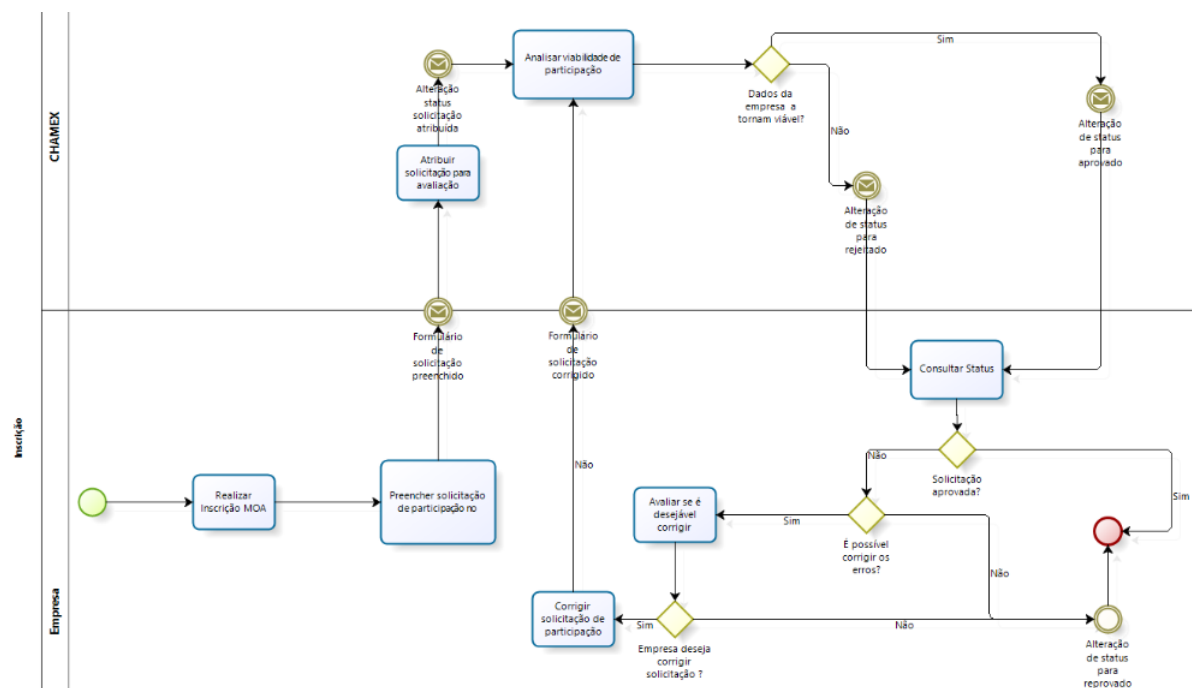 Inscrição
CHAMEX
Empresa
Analisar viabilidade de
participação
Alteração
status
solicitação
atribuída
Atribuir
solicitação para
avaliação
Dados da
empresa a
tornam viável?
Sim
Não
Alteração
de status
para
aprovado
Alteração
de status
para
rejeitado
Formulário
de
solicitação
preenchido
Formulário
de
solicitação
corrigido
Consultar Status
Realizar
Inscrição MOA
Preencher solicitação
de participação no
Não
Avaliar se é
desejável
corrigir
Sim
Não
É possível
corrigir os
erros?
Solicitação
aprovada?
Sim
Não
Corrigir
solicitação de
participação
Sim
Empresa deseja
corrigir
solicitação ?
Não
Alteração
de status
para
reprovado